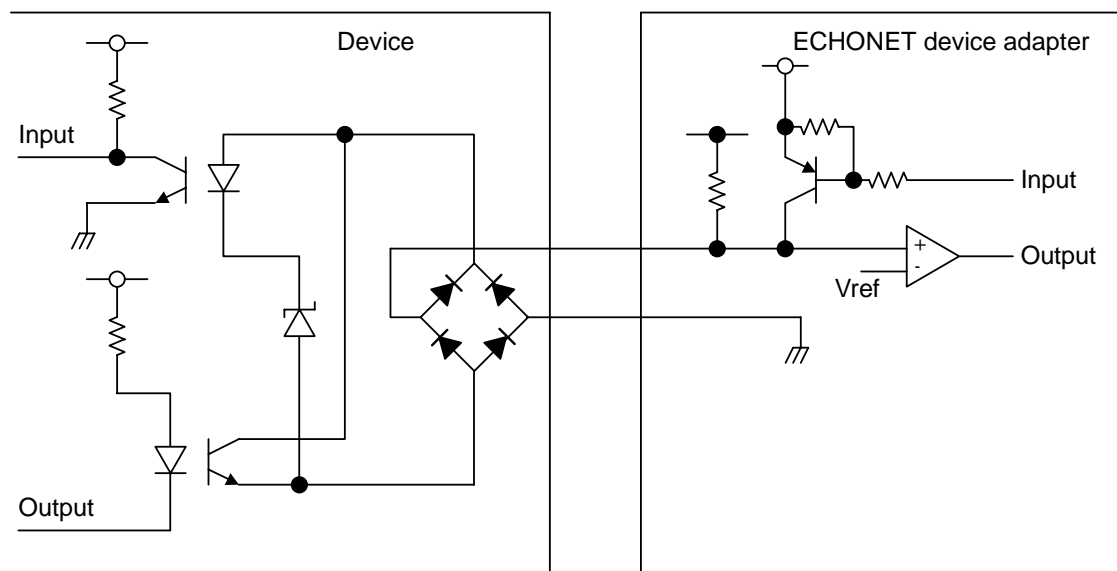 Device
ECHONET device adapter
Input
Input
+
-
Output
Vref
Output